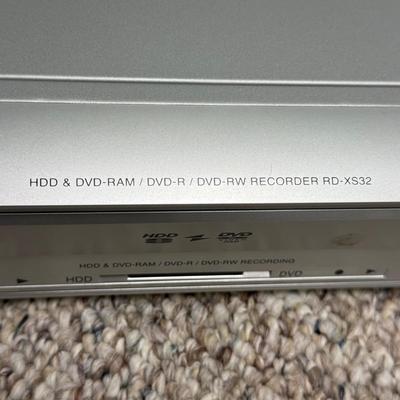 HDD & DVD-RAM / DVD-R / DVD-RW RECORDER RD-XS32
HDD DVD
HDD & DVD-RAM / DVD-R / DVD-RW RECORDING
HDD DVD